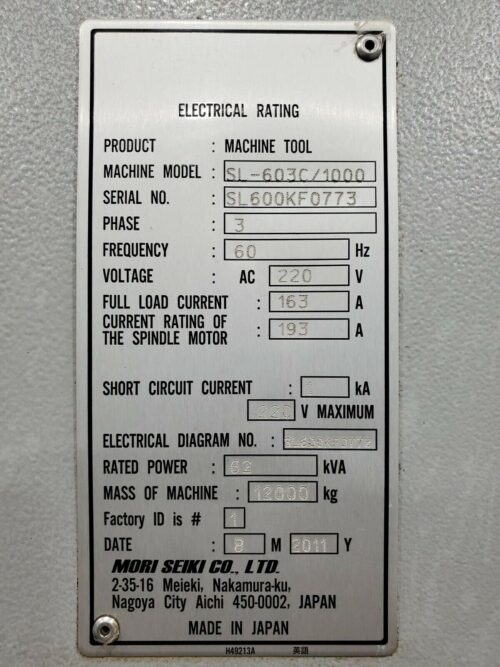 ELECTRICAL RATING
PRODUCT : MACHINE TOOL
MACHINE MODEL : SL-603C/1000
SERIAL NO. : SL600KF0773
PHASE : 3
FREQUENCY : 60 Hz
VOLTAGE : AC 220 V
FULL LOAD CURRENT : 163 A
CURRENT RATING OF
THE SPINDLE MOTOR : 193 A
SHORT CIRCUIT CURRENT : kA
220 V MAXIMUM
ELECTRICAL DIAGRAM NO. :
RATED POWER : 62 kVA
MASS OF MACHINE : 12000 kg
Factory ID is # 1
DATE : 8 M 2011 Y
MORI SEIKI CO., LTD.
2-35-16 Meieki, Nakamura-ku,
Nagoya City Aichi 450-0002, JAPAN
MADE IN JAPAN
H49213A 英語